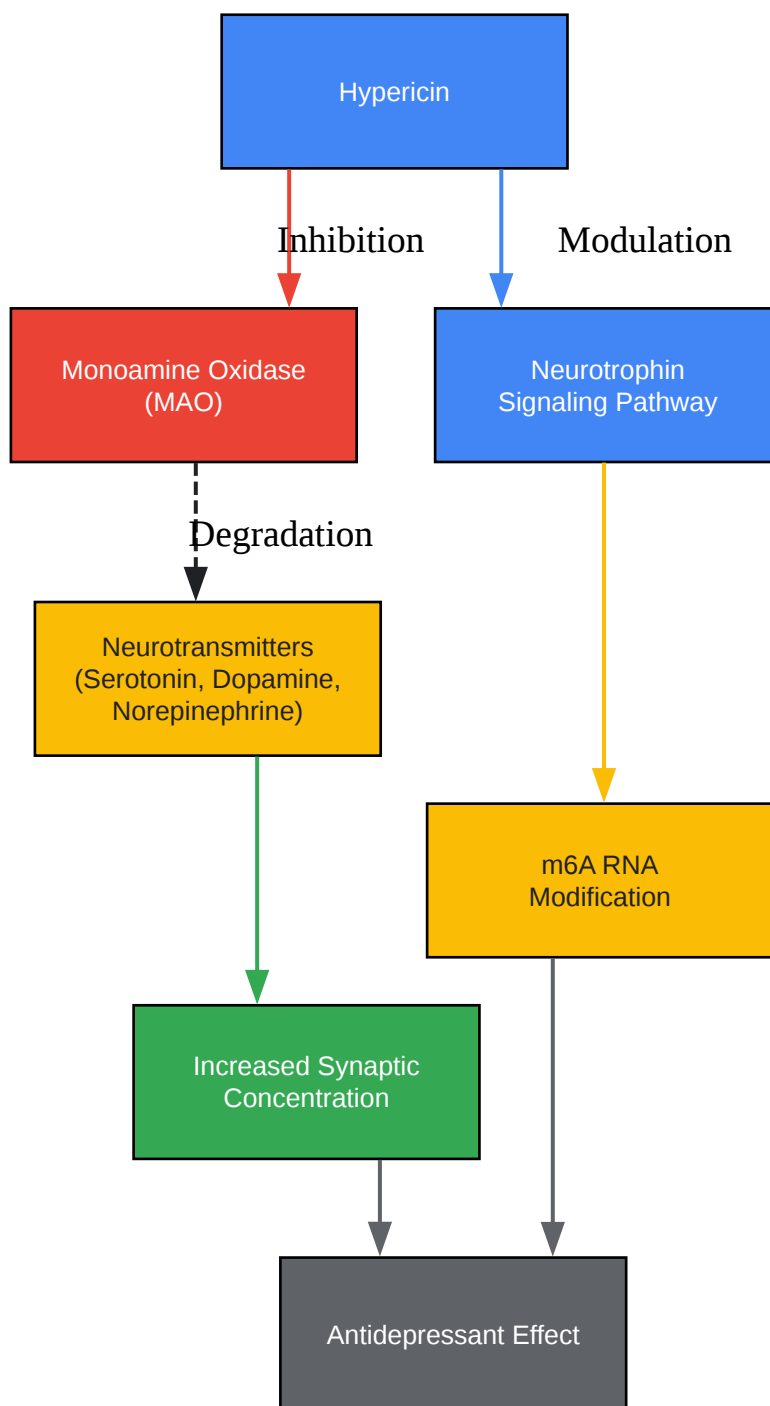 Hypericin
Inhibition
Modulation
Monoamine Oxidase
(MAO)
Neurotrophin
Signaling Pathway
Degradation
Neurotransmitters
(Serotonin, Dopamine,
Norepinephrine)
m6A RNA
Modification
Increased Synaptic
Concentration
Antidepressant Effect